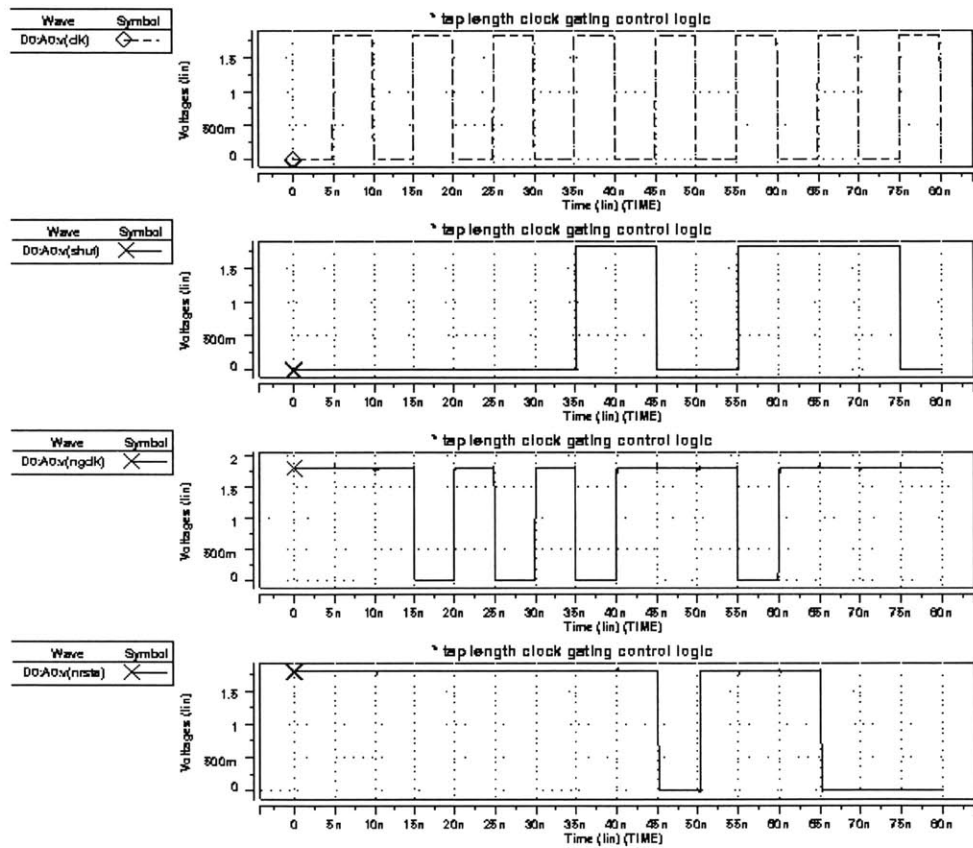 Wave Symbol
D0:A0:v(clk)
* tap length clock gating control logic
Voltages (lin)
1.5
1
500m
0
0 5n 10n 15n 20n 25n 30n 35n 40n 45n 50n 55n 60n 65n 70n 75n 80n
Time (lin) (TIME)
Wave Symbol
D0:A0:v(shut)
* tap length clock gating control logic
Voltages (lin)
1.5
1
500m
0
0 5n 10n 15n 20n 25n 30n 35n 40n 45n 50n 55n 60n 65n 70n 75n 80n
Time (lin) (TIME)
Wave Symbol
D0:A0:v(ngclk)
* tap length clock gating control logic
Voltages (lin)
2
1.5
1
500m
0
0 5n 10n 15n 20n 25n 30n 35n 40n 45n 50n 55n 60n 65n 70n 75n 80n
Time (lin) (TIME)
Wave Symbol
D0:A0:v(nrsta)
* tap length clock gating control logic
Voltages (lin)
1.5
1
500m
0
0 5n 10n 15n 20n 25n 30n 35n 40n 45n 50n 55n 60n 65n 70n 75n 80n
Time (lin) (TIME)